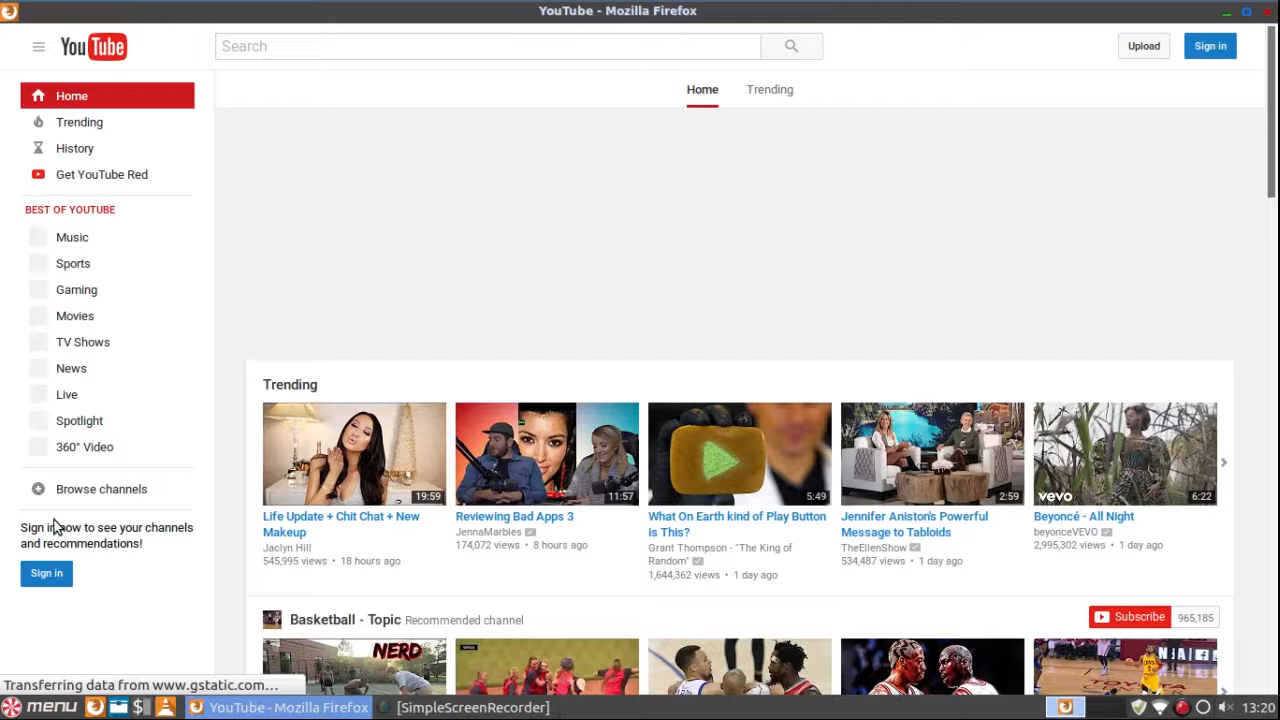 YouTube - Mozilla Firefox
YouTube
Search
Upload
Sign in
Home
Trending
Home
Trending
History
Get YouTube Red
BEST OF YOUTUBE
Music
Sports
Gaming
Movies
TV Shows
News
Live
Spotlight
360° Video
Browse channels
Sign in now to see your channels
and recommendations!
Sign in
Trending
19:59
11:57
5:49
2:59
vevo
6:22
Life Update + Chit Chat + New
Makeup
Jaclyn Hill
545,995 views • 18 hours ago
Reviewing Bad Apps 3
JennaMarbles
174,072 views • 8 hours ago
What On Earth kind of Play Button
is This?
Grant Thompson - "The King of
Random"
1,644,362 views • 1 day ago
Jennifer Aniston's Powerful
Message to Tabloids
TheEllenShow
534,487 views • 1 day ago
Beyoncé - All Night
beyonceVEVO
2,995,302 views • 1 day ago
Basketball - Topic Recommended channel
Subscribe
965,185
NERD
Transferring data from www.gstatic.com...
menu
$
YouTube - Mozilla Firefox
[SimpleScreenRecorder]
13:20